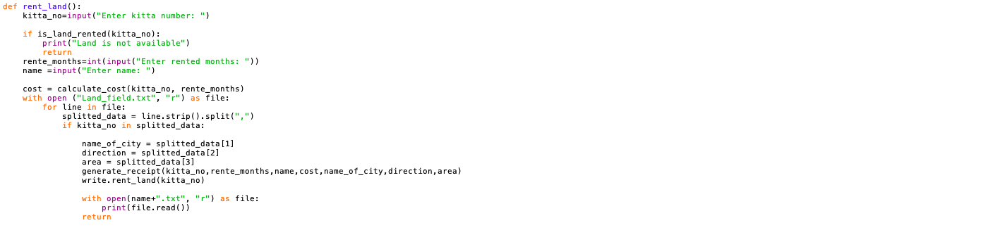 def rent_land():
    kitta_no=input("Enter kitta number: ")
    if is_land_rented(kitta_no):
        print("Land is not available")
        return
    rente_months=int(input("Enter rented months: "))
    name =input("Enter name: ")
    cost = calculate_cost(kitta_no, rente_months)
    with open ("Land_field.txt", "r") as file:
        for line in file:
            splitted_data = line.strip().split(",")
            if kitta_no in splitted_data:
                name_of_city = splitted_data[1]
                direction = splitted_data[2]
                area = splitted_data[3]
                generate_receipt(kitta_no,rente_months,name,cost,name_of_city,direction,area)
                write.rent_land(kitta_no)
                with open(name+".txt", "r") as file:
                    print(file.read())
                return